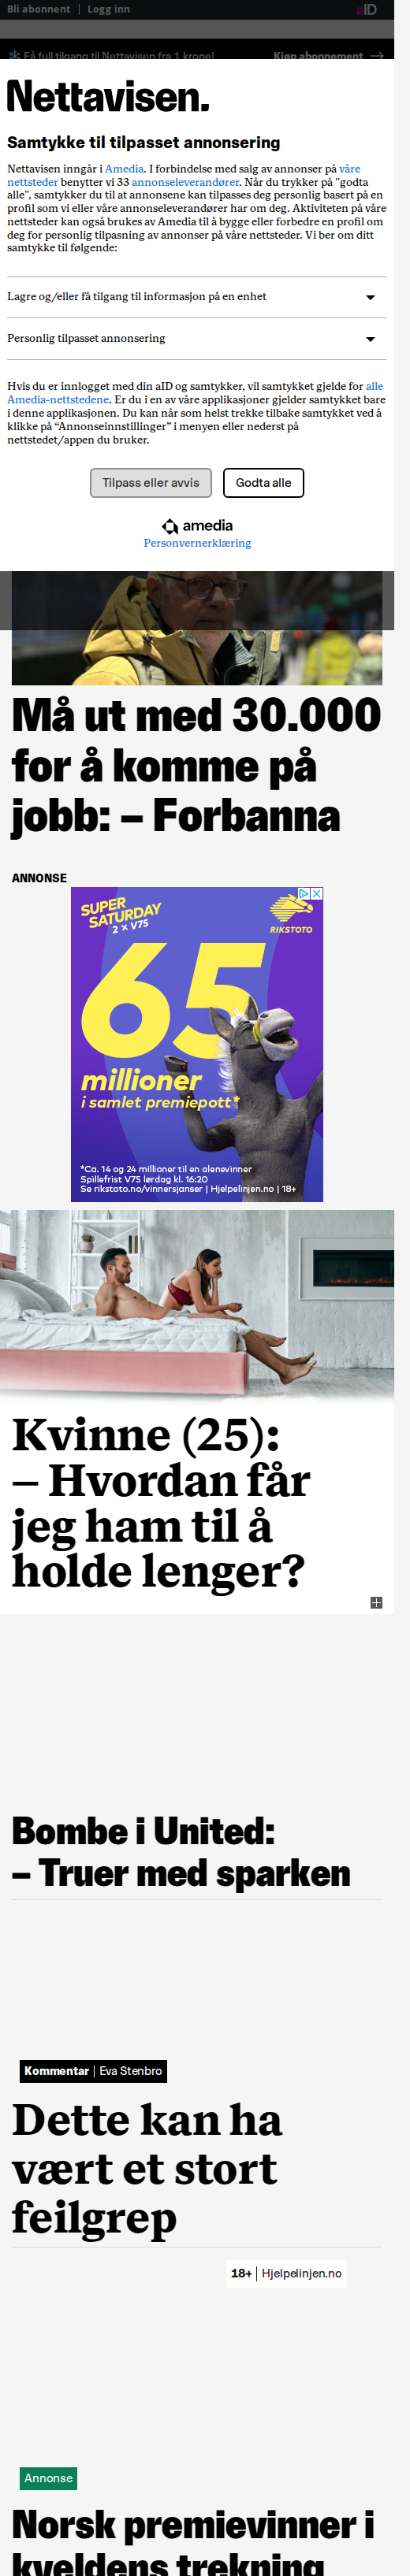 Bli abonnent | Logg inn
aID
Få full tilgang til Nettavisen fra 1 krone!
Kjøp abonnement →
Nettavisen.
Samtykke til tilpasset annonsering
Nettavisen inngår i Amedia. I forbindelse med salg av annonser på våre
nettsteder benytter vi 33 annonseleverandører. Når du trykker på "godta
alle", samtykker du til at annonsene kan tilpasses deg personlig basert på en
profil som vi eller våre annonseleverandører har om deg. Aktiviteten på våre
nettsteder kan også brukes av Amedia til å bygge eller forbedre en profil om
deg for personlig tilpasning av annonser på våre nettsteder. Vi ber om ditt
samtykke til følgende:
Lagre og/eller få tilgang til informasjon på en enhet
Personlig tilpasset annonsering
Hvis du er innlogget med din aID og samtykker, vil samtykket gjelde for alle
Amedia-nettstedene. Er du i en av våre applikasjoner gjelder samtykket bare
i denne applikasjonen. Du kan når som helst trekke tilbake samtykket ved å
klikke på “Annonseinnstillinger” i menyen eller nederst på
nettstedet/appen du bruker.
Tilpass eller avvis
Godta alle
amedia
Personvernerklæring
Må ut med 30.000
for å komme på
jobb: – Forbanna
ANNONSE
SUPER
SATURDAY
2 X V75
RIKSTOTO
65
millioner
i samlet premiepott*
*Ca. 14 og 24 millioner til en alenevinner
Spillefrist V75 lørdag kl. 16:20
Se rikstoto.no/vinnersjanser | Hjelpelinjen.no | 18+
Kvinne (25):
– Hvordan får
jeg ham til å
holde lenger?
Bombe i United:
– Truer med sparken
Kommentar | Eva Stenbro
Dette kan ha
vært et stort
feilgrep
18+ | Hjelpelinjen.no
Annonse
Norsk premievinner i
kveldens trekning